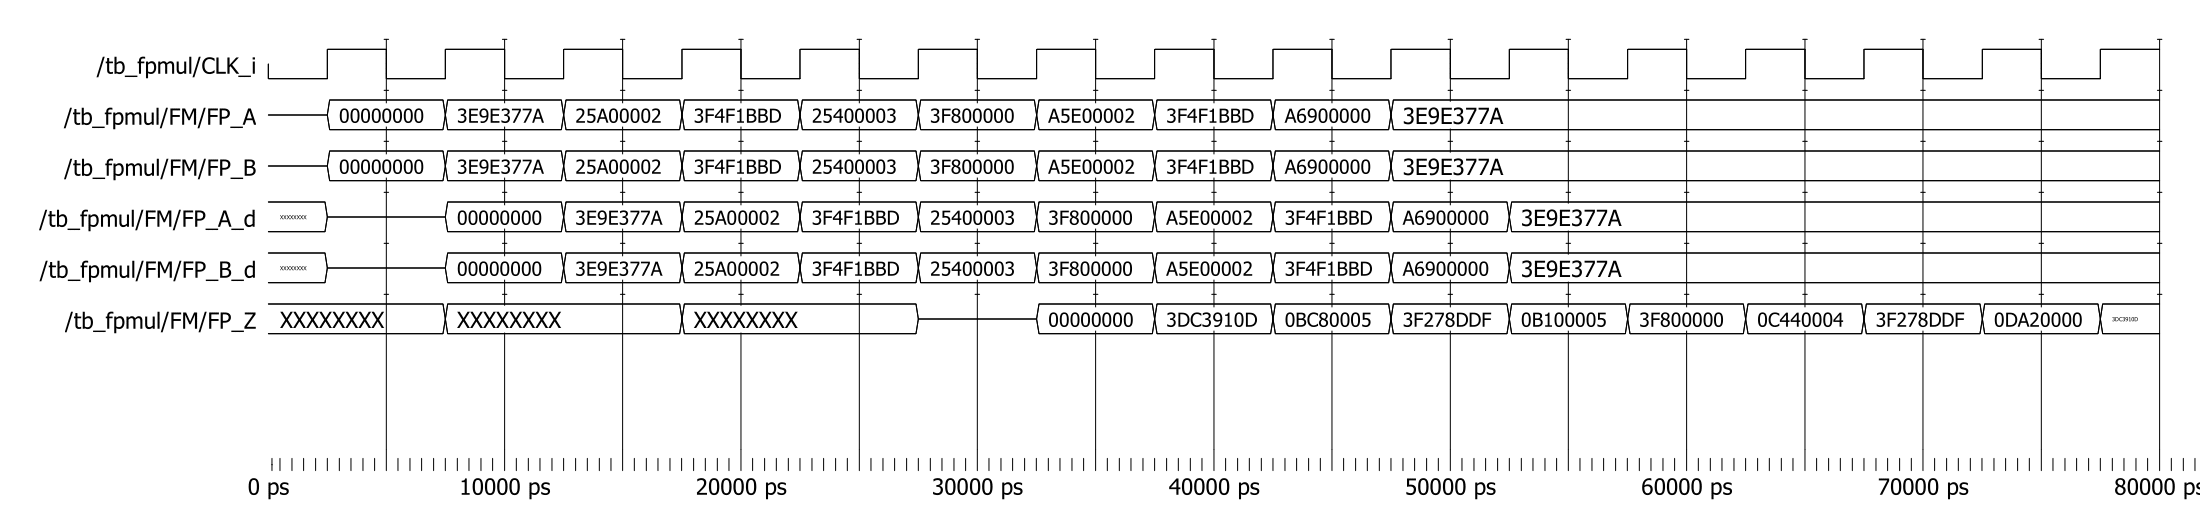 /tb_fpmul/CLK_i
/tb_fpmul/FM/FP_A 00000000 3E9E377A 25A00002 3F4F1BBD 25400003 3F800000 A5E00002 3F4F1BBD A6900000 3E9E377A
/tb_fpmul/FM/FP_B 00000000 3E9E377A 25A00002 3F4F1BBD 25400003 3F800000 A5E00002 3F4F1BBD A6900000 3E9E377A
/tb_fpmul/FM/FP_A_d XXXXXXXX 00000000 3E9E377A 25A00002 3F4F1BBD 25400003 3F800000 A5E00002 3F4F1BBD A6900000 3E9E377A
/tb_fpmul/FM/FP_B_d XXXXXXXX 00000000 3E9E377A 25A00002 3F4F1BBD 25400003 3F800000 A5E00002 3F4F1BBD A6900000 3E9E377A
/tb_fpmul/FM/FP_Z XXXXXXXX XXXXXXXX XXXXXXXX 00000000 3DC3910D 0BC80005 3F278DDF 0B100005 3F800000 0C440004 3F278DDF 0DA20000 3DC3910D
0 ps 10000 ps 20000 ps 30000 ps 40000 ps 50000 ps 60000 ps 70000 ps 80000 ps